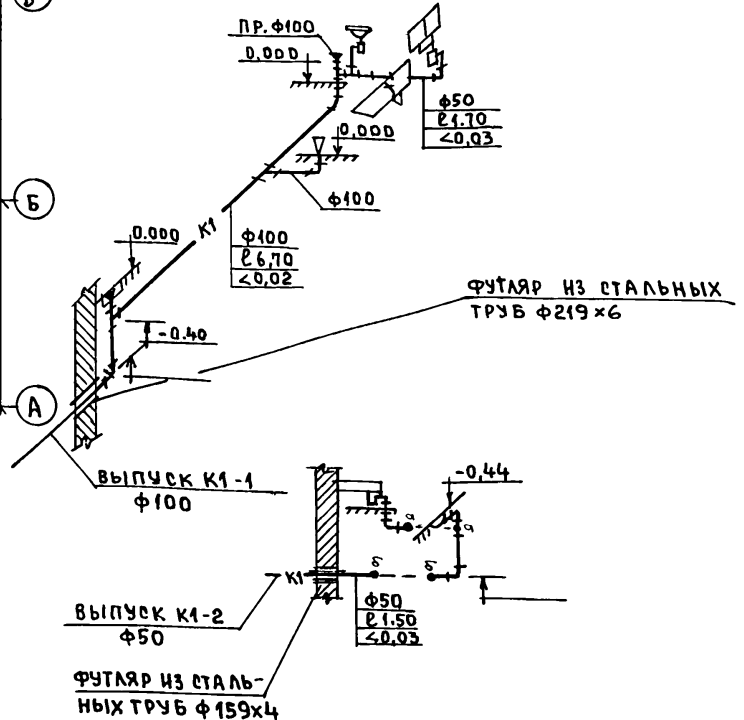 ПР. Ф100
0,000
Ф50
ℓ1.70
<0,03
0,000
Б
Ф100
К1
0.000
Ф100
ℓ6,70
<0,02
ФУТЛЯР ИЗ СТАЛЬНЫХ
ТРУБ Ф219×6
-0.40
А
ВЫПУСК К1-1
Ф100
-0,44
а
а
б
б
К1
Ф50
ℓ1.50
<0,03
ВЫПУСК К1-2
Ф50
ФУТЛЯР ИЗ СТАЛЬ-
НЫХ ТРУБ Ф159×4